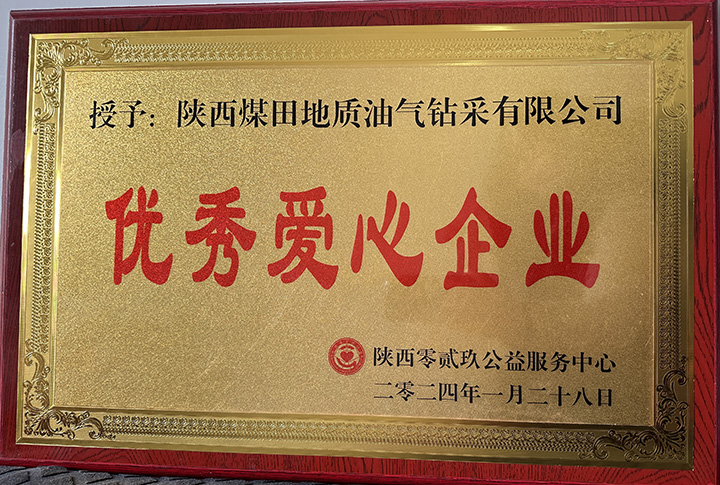 授予：陕西煤田地质油气钻采有限公司
优秀爱心企业
陕西零贰玖公益服务中心
二零二四年一月二十八日